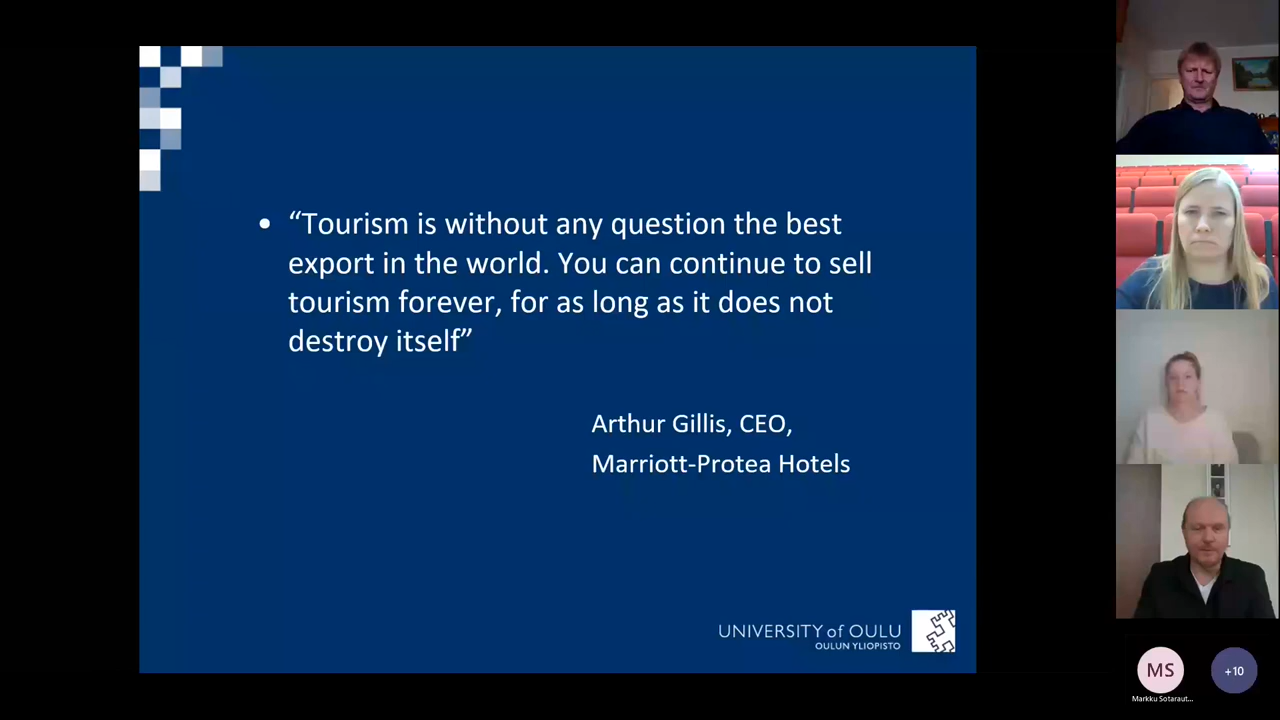 • “Tourism is without any question the best
export in the world. You can continue to sell
tourism forever, for as long as it does not
destroy itself”
Arthur Gillis, CEO,
Marriott-Protea Hotels
UNIVERSITY of OULU
OULUN YLIOPISTO
MS
+10
Markku Sotaraut...